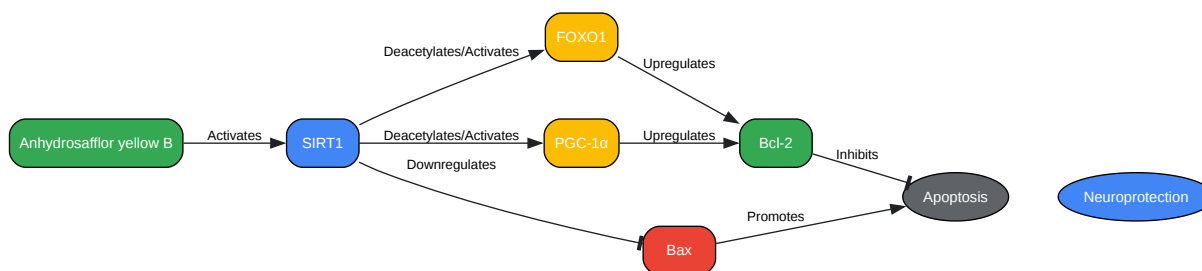 FOXO1
Deacetylates/Activates
Upregulates
Anhydrosafflor yellow B
Activates
SIRT1
Deacetylates/Activates
PGC-1α
Upregulates
Bcl-2
Downregulates
Inhibits
Apoptosis
Neuroprotection
Promotes
Bax